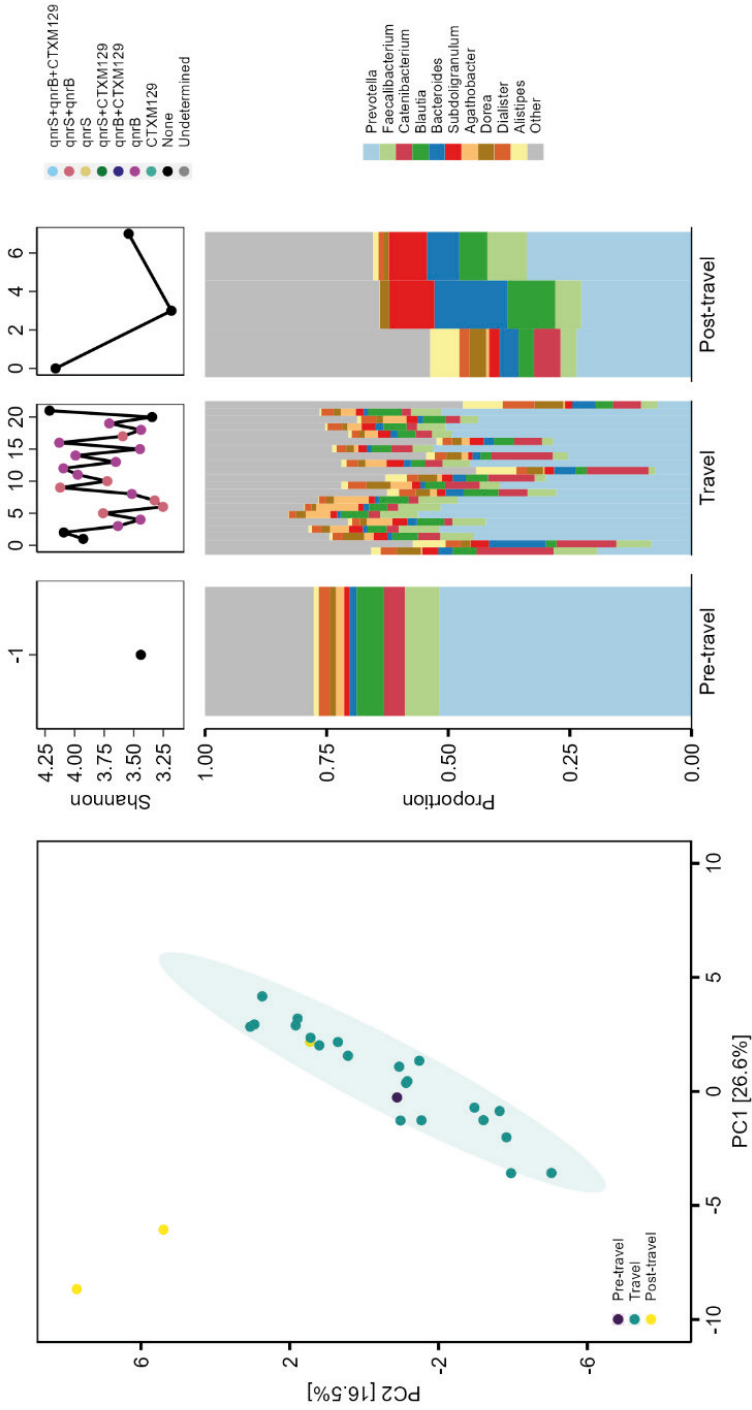 6
2
-2
-6
PC2 [16.5%]
-10
-5
0
5
10
PC1 [26.6%]
Pre-travel
Travel
Post-travel
-1
0
5
10
15
20
0
2
4
6
4.25
4.00
3.75
3.50
3.25
Shannon
1.00
0.75
0.50
0.25
0.00
Proportion
Pre-travel
Travel
Post-travel
qnrS+qnrB+CTXM129
qnrS+qnrB
qnrS
qnrS+CTXM129
qnrB+CTXM129
qnrB
CTXM129
None
Undetermined
Prevotella
Faecalibacterium
Catenibacterium
Blautia
Bacteroides
Subdoligranulum
Agathobacter
Dorea
Dialister
Alistipes
Other